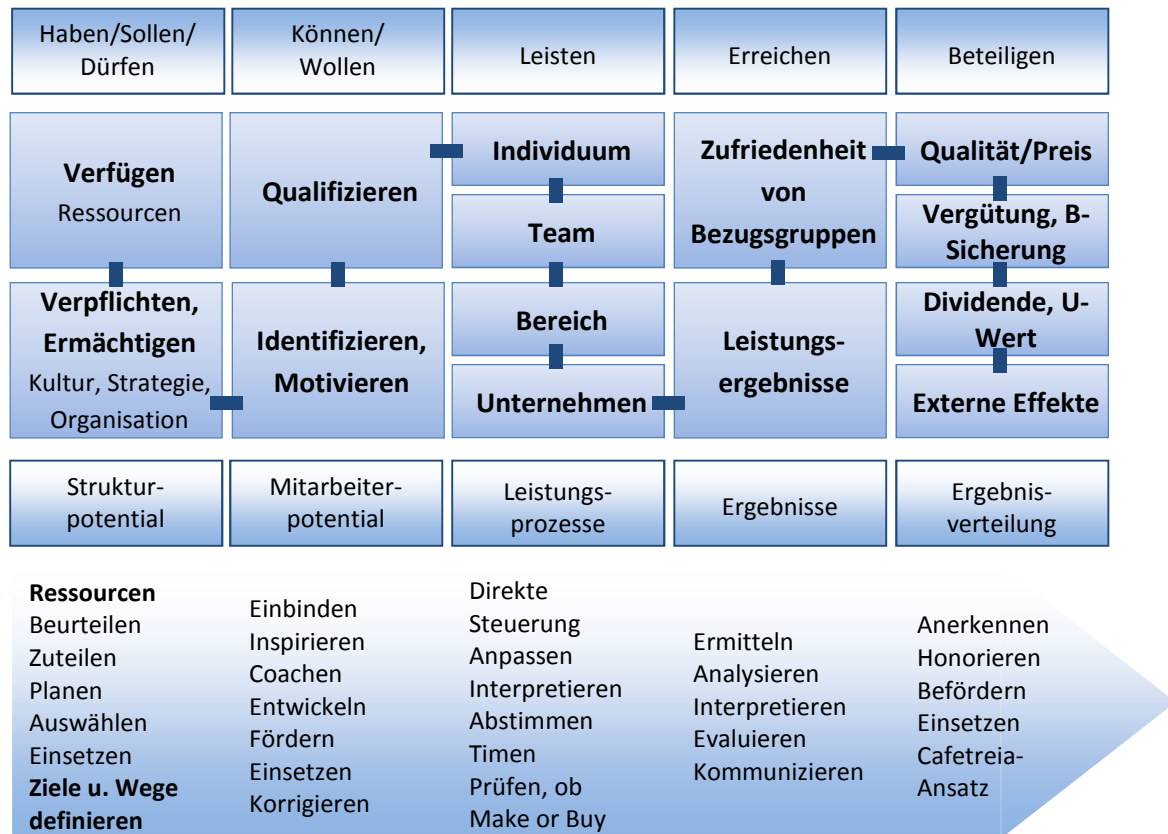 Haben/Sollen/
Dürfen
Können/
Wollen
Leisten
Erreichen
Beteiligen
Verfügen
Ressourcen
Verpflichten,
Ermächtigen
Kultur, Strategie,
Organisation
Qualifizieren
Identifizieren,
Motivieren
Individuum
Team
Bereich
Unternehmen
Zufriedenheit
von
Bezugsgruppen
Leistungs-
ergebnisse
Qualität/Preis
Vergütung, B-
Sicherung
Dividende, U-
Wert
Externe Effekte
Struktur-
potential
Mitarbeiter-
potential
Leistungs-
prozesse
Ergebnisse
Ergebnis-
verteilung
Ressourcen
Beurteilen
Zuteilen
Planen
Auswählen
Einsetzen
Ziele u. Wege
definieren
Einbinden
Inspirieren
Coachen
Entwickeln
Fördern
Einsetzen
Korrigieren
Direkte
Steuerung
Anpassen
Interpretieren
Abstimmen
Timen
Prüfen, ob
Make or Buy
Ermitteln
Analysieren
Interpretieren
Evaluieren
Kommunizieren
Anerkennen
Honorieren
Befördern
Einsetzen
Cafetreia-
Ansatz